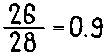 26/28 = 0.9